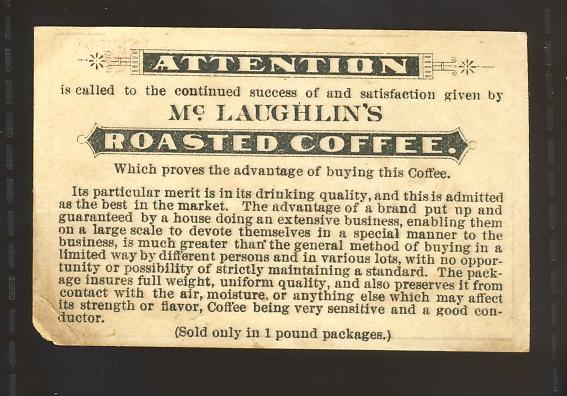 ATTENTION
is called to the continued success of and satisfaction given by
Mc LAUGHLIN'S
ROASTED COFFEE.
Which proves the advantage of buying this Coffee.
Its particular merit is in its drinking quality, and this is admitted
as the best in the market. The advantage of a brand put up and
guaranteed by a house doing an extensive business, enabling them
on a large scale to devote themselves in a special manner to the
business, is much greater than the general method of buying in a
limited way by different persons and in various lots, with no oppor-
tunity or possibility of strictly maintaining a standard. The pack-
age insures full weight, uniform quality, and also preserves it from
contact with the air, moisture, or anything else which may affect
its strength or flavor, Coffee being very sensitive and a good con-
ductor.
(Sold only in 1 pound packages.)